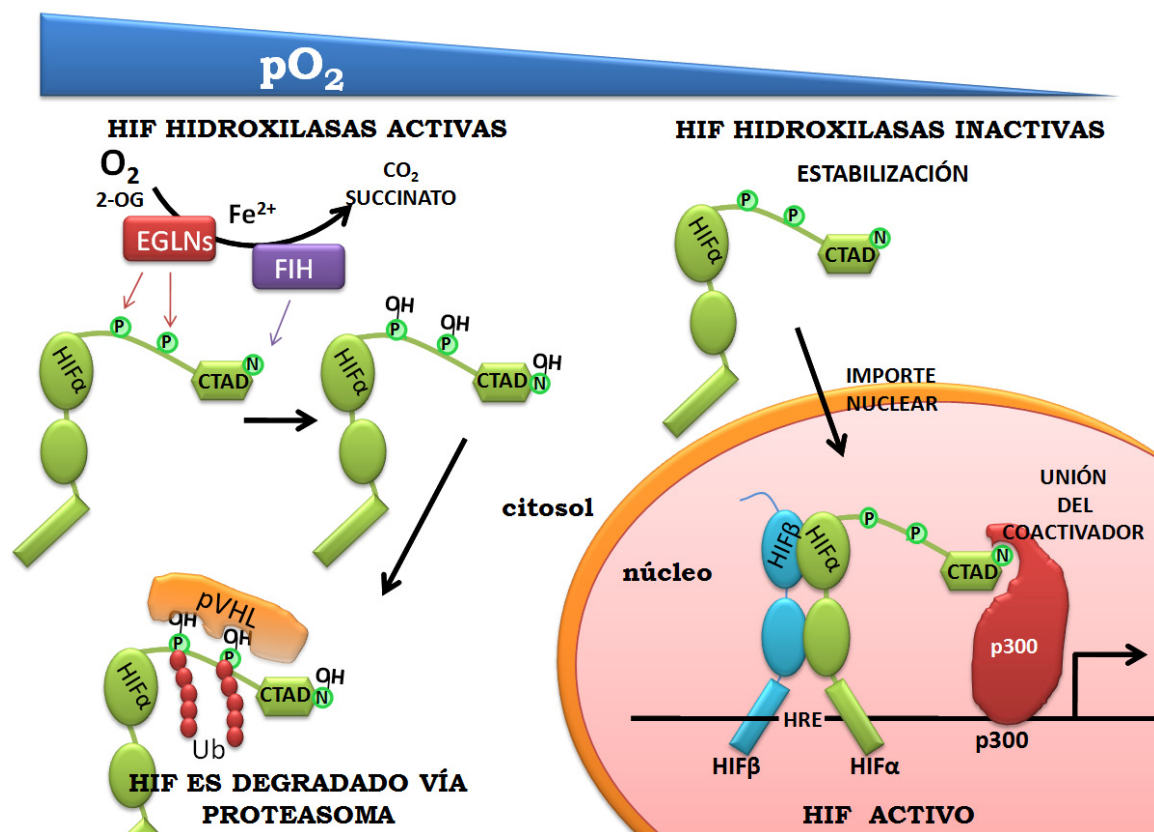 pO₂
HIF HIDROXILASAS ACTIVAS
O₂
2-OG
Fe²⁺
CO₂
SUCCINATO
EGLNs
FIH
HIFα
P
P
CTAD
N
HIFα
OH
P
OH
P
CTAD
OH
N
pVHL
OH
P
OH
P
HIFα
CTAD
OH
N
Ub
HIF ES DEGRADADO VÍA
PROTEASOMA
HIF HIDROXILASAS INACTIVAS
ESTABILIZACIÓN
HIFα
P
P
CTAD
N
IMPORTE
NUCLEAR
citosol
núcleo
UNIÓN
DEL
COACTIVADOR
HIFβ
HIFα
P
P
CTAD
N
p300
HRE
p300
HIFβ
HIFα
HIF ACTIVO